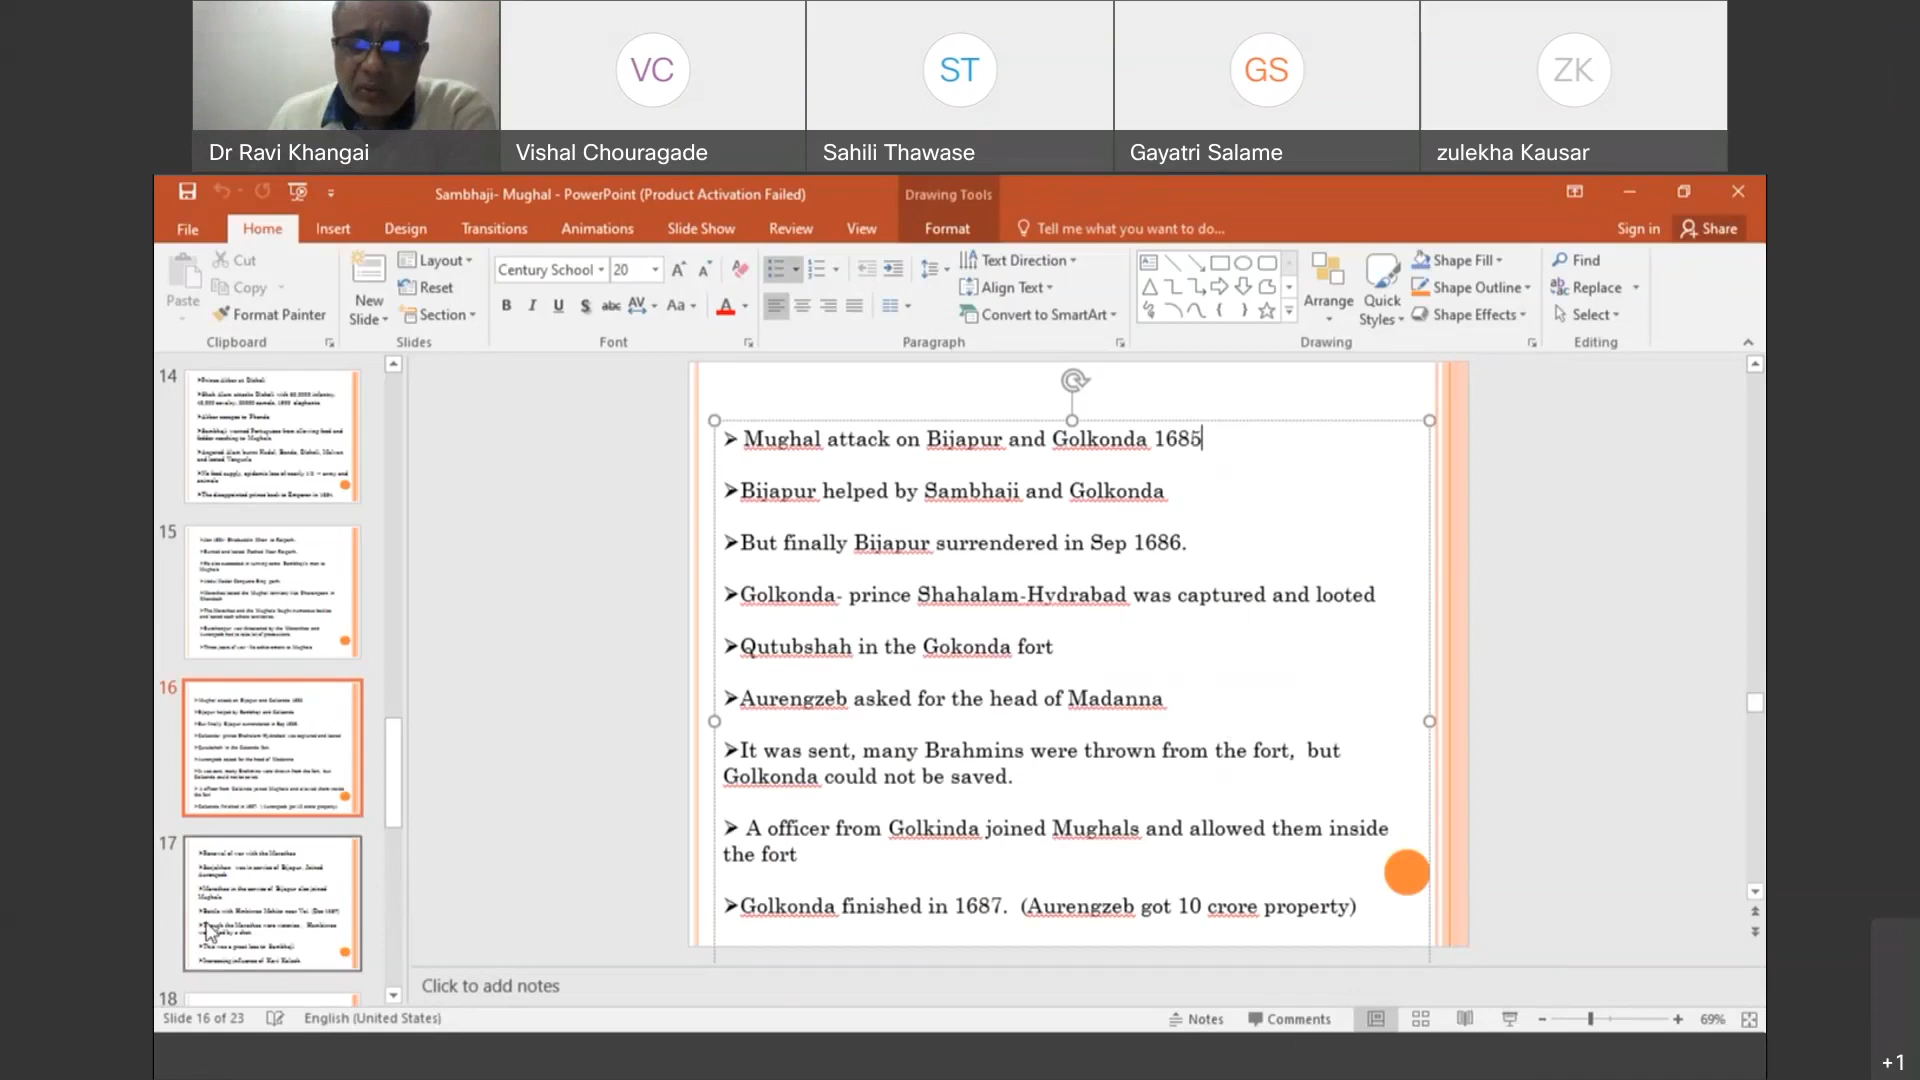 VC
ST
GS
ZK
Dr Ravi Khangai
Vishal Chouragade
Sahili Thawase
Gayatri Salame
zulekha Kausar
Sambhaji- Mughal - PowerPoint (Product Activation Failed)
Drawing Tools
File
Home
Insert
Design
Transitions
Animations
Slide Show
Review
View
Format
Tell me what you want to do...
Sign in
Share
Paste
Cut
Copy
Format Painter
Clipboard
New
Slide
Layout
Reset
Section
Slides
Century School
20
Font
Text Direction
Align Text
Convert to SmartArt
Paragraph
Arrange
Quick
Styles
Shape Fill
Shape Outline
Shape Effects
Drawing
Find
Replace
Select
Editing
14
15
16
17
18
➢ Mughal attack on Bijapur and Golkonda 1685
➢Bijapur helped by Sambhaji and Golkonda
➢But finally Bijapur surrendered in Sep 1686.
➢Golkonda- prince Shahalam-Hydrabad was captured and looted
➢Qutubshah in the Gokonda fort
➢Aurengzeb asked for the head of Madanna
➢It was sent, many Brahmins were thrown from the fort, but
Golkonda could not be saved.
➢ A officer from Golkinda joined Mughals and allowed them inside
the fort
➢Golkonda finished in 1687. (Aurengzeb got 10 crore property)
Click to add notes
Slide 16 of 23
English (United States)
Notes
Comments
69%
+1